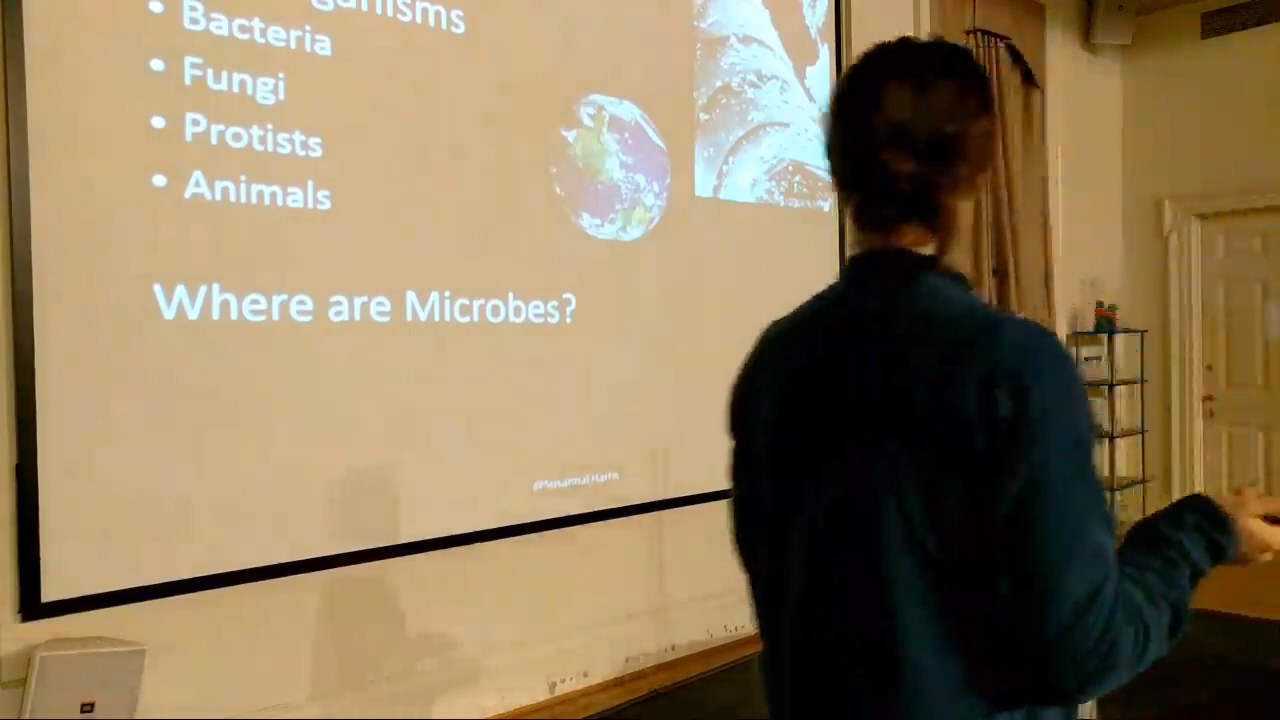 • Bacteria
• Fungi
• Protists
• Animals
Where are Microbes?